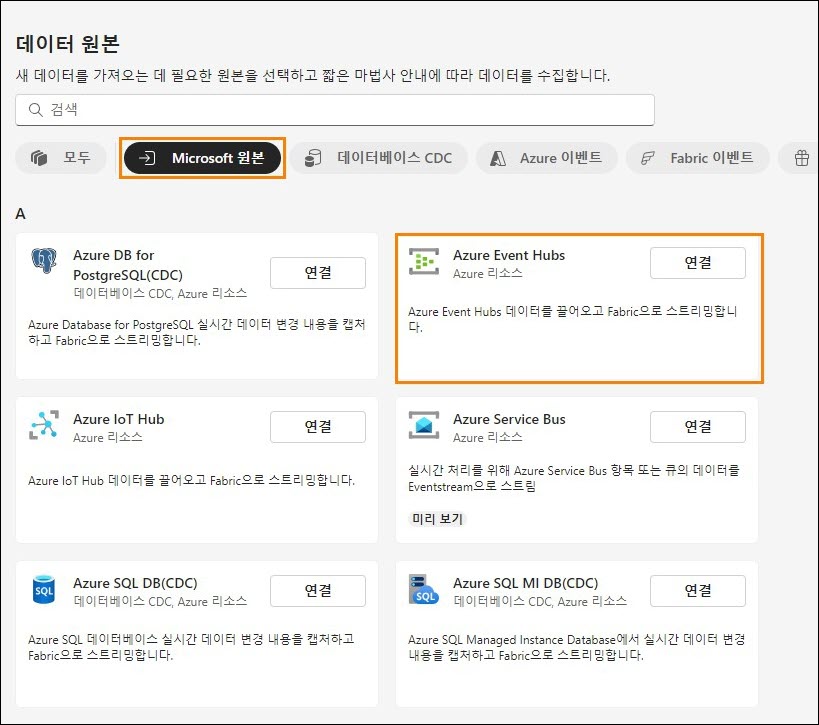 데이터 원본
새 데이터를 가져오는 데 필요한 원본을 선택하고 짧은 마법사 안내에 따라 데이터를 수집합니다.
검색
모두
Microsoft 원본
데이터베이스 CDC
Azure 이벤트
Fabric 이벤트
A
Azure DB for
PostgreSQL(CDC)
데이터베이스 CDC, Azure 리소스
연결
Azure Database for PostgreSQL 실시간 데이터 변경 내용을 캡처
하고 Fabric으로 스트리밍합니다.
Azure Event Hubs
Azure 리소스
연결
Azure Event Hubs 데이터를 끌어오고 Fabric으로 스트리밍합니
다.
Azure IoT Hub
Azure 리소스
연결
Azure IoT Hub 데이터를 끌어오고 Fabric으로 스트리밍합니다.
Azure Service Bus
Azure 리소스
연결
실시간 처리를 위해 Azure Service Bus 항목 또는 큐의 데이터를
Eventstream으로 스트림
미리 보기
SQL
Azure SQL DB(CDC)
데이터베이스 CDC, Azure 리소스
연결
Azure SQL 데이터베이스 실시간 데이터 변경 내용을 캡처하고
Fabric으로 스트리밍합니다.
SQL
Azure SQL MI DB(CDC)
데이터베이스 CDC, Azure 리소스
연결
Azure SQL Managed Instance Database에서 실시간 데이터 변경
내용을 캡처하고 Fabric으로 스트리밍합니다.